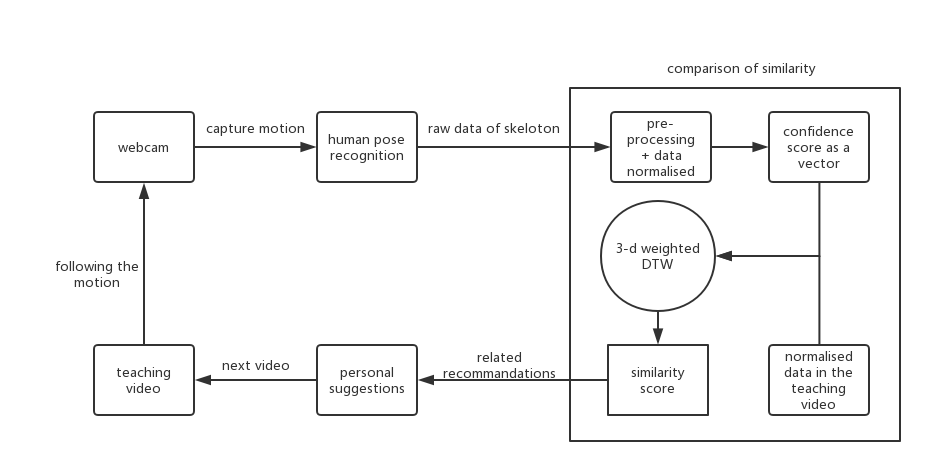 comparison of similarity
webcam
capture motion
human pose
recognition
raw data of skeloton
pre-
processing
+ data
normalised
confidence
score as a
vector
3-d weighted
DTW
following the
motion
teaching
video
next video
personal
suggestions
related
recommandations
similarity
score
normalised
data in the
teaching
video